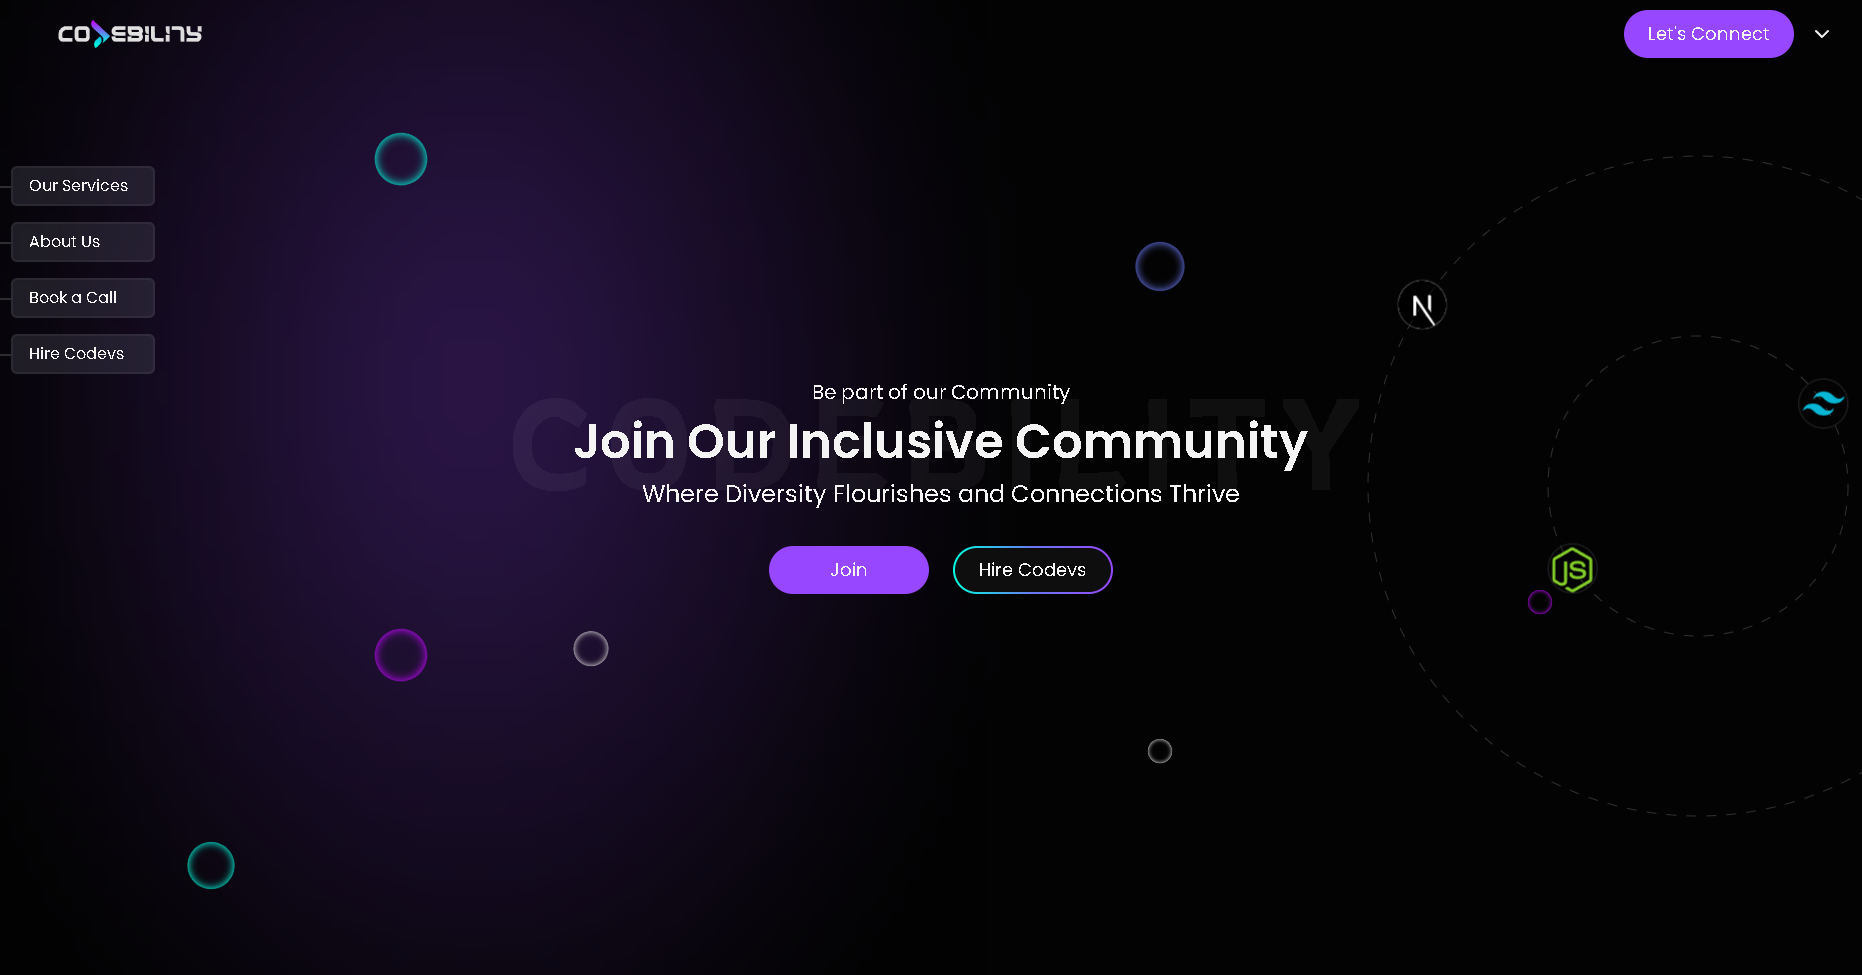 CODEBILITY
Let's Connect
Our Services
About Us
Book a Call
Hire Codevs
Be part of our Community
CODEBILITY
Join Our Inclusive Community
Where Diversity Flourishes and Connections Thrive
Join
Hire Codevs
N
JS